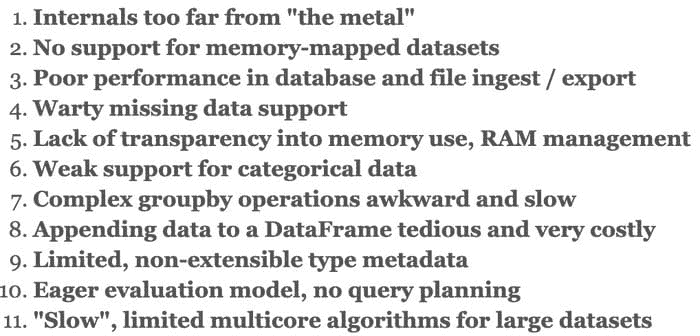 1. Internals too far from "the metal"
2. No support for memory-mapped datasets
3. Poor performance in database and file ingest / export
4. Warty missing data support
5. Lack of transparency into memory use, RAM management
6. Weak support for categorical data
7. Complex groupby operations awkward and slow
8. Appending data to a DataFrame tedious and very costly
9. Limited, non-extensible type metadata
10. Eager evaluation model, no query planning
11. "Slow", limited multicore algorithms for large datasets